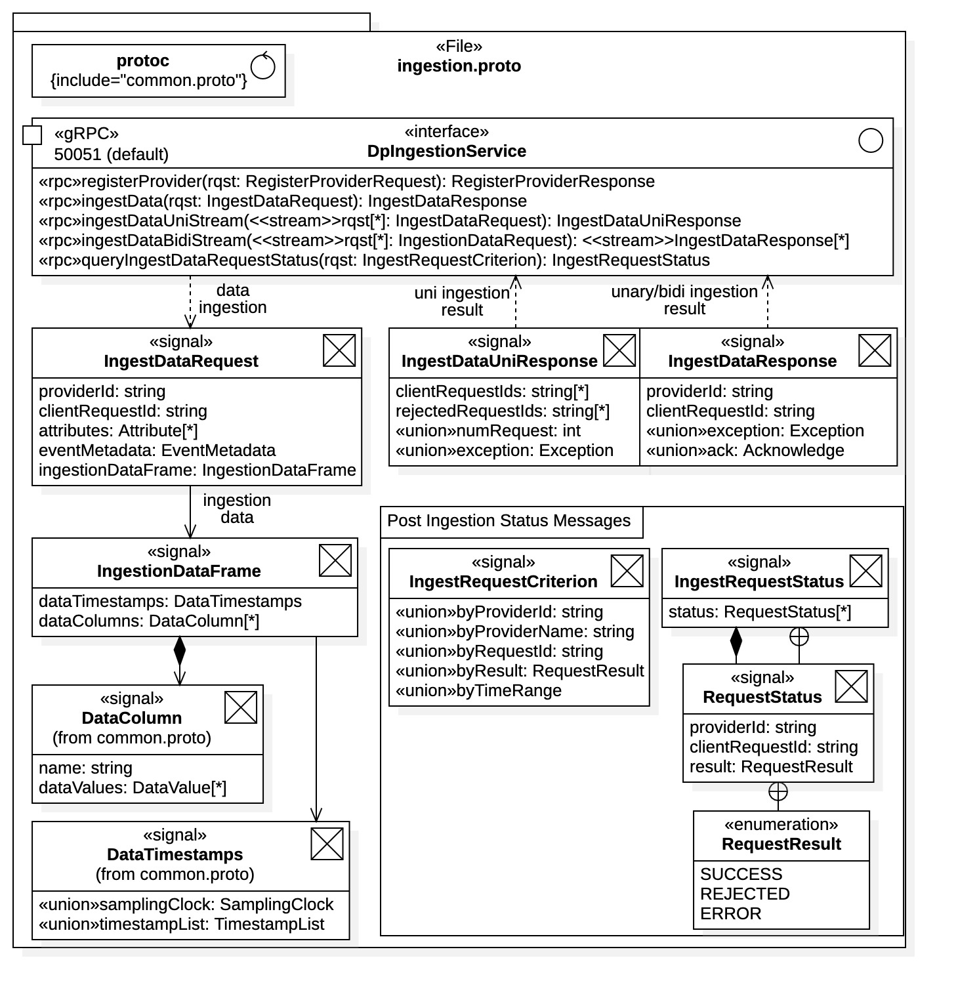 «File»
ingestion.proto
protoc
{include="common.proto"}
«gRPC»
50051 (default)
«interface»
DpIngestionService
«rpc»registerProvider(rqst: RegisterProviderRequest): RegisterProviderResponse
«rpc»ingestData(rqst: IngestDataRequest): IngestDataResponse
«rpc»ingestDataUniStream(<<stream>>rqst[*]: IngestDataRequest): IngestDataUniResponse
«rpc»ingestDataBidiStream(<<stream>>rqst[*]: IngestionDataRequest): <<stream>>IngestDataResponse[*]
«rpc»queryIngestDataRequestStatus(rqst: IngestRequestCriterion): IngestRequestStatus
data
ingestion
uni ingestion
result
unary/bidi ingestion
result
«signal»
IngestDataRequest
providerId: string
clientRequestId: string
attributes: Attribute[*]
eventMetadata: EventMetadata
ingestionDataFrame: IngestionDataFrame
«signal»
IngestDataUniResponse
clientRequestIds: string[*]
rejectedRequestIds: string[*]
«union»numRequest: int
«union»exception: Exception
«signal»
IngestDataResponse
providerId: string
clientRequestId: string
«union»exception: Exception
«union»ack: Acknowledge
ingestion
data
«signal»
IngestionDataFrame
dataTimestamps: DataTimestamps
dataColumns: DataColumn[*]
«signal»
DataColumn
(from common.proto)
name: string
dataValues: DataValue[*]
«signal»
DataTimestamps
(from common.proto)
«union»samplingClock: SamplingClock
«union»timestampList: TimestampList
Post Ingestion Status Messages
«signal»
IngestRequestCriterion
«union»byProviderId: string
«union»byProviderName: string
«union»byRequestId: string
«union»byResult: RequestResult
«union»byTimeRange
«signal»
IngestRequestStatus
status: RequestStatus[*]
«signal»
RequestStatus
providerId: string
clientRequestId: string
result: RequestResult
«enumeration»
RequestResult
SUCCESS
REJECTED
ERROR